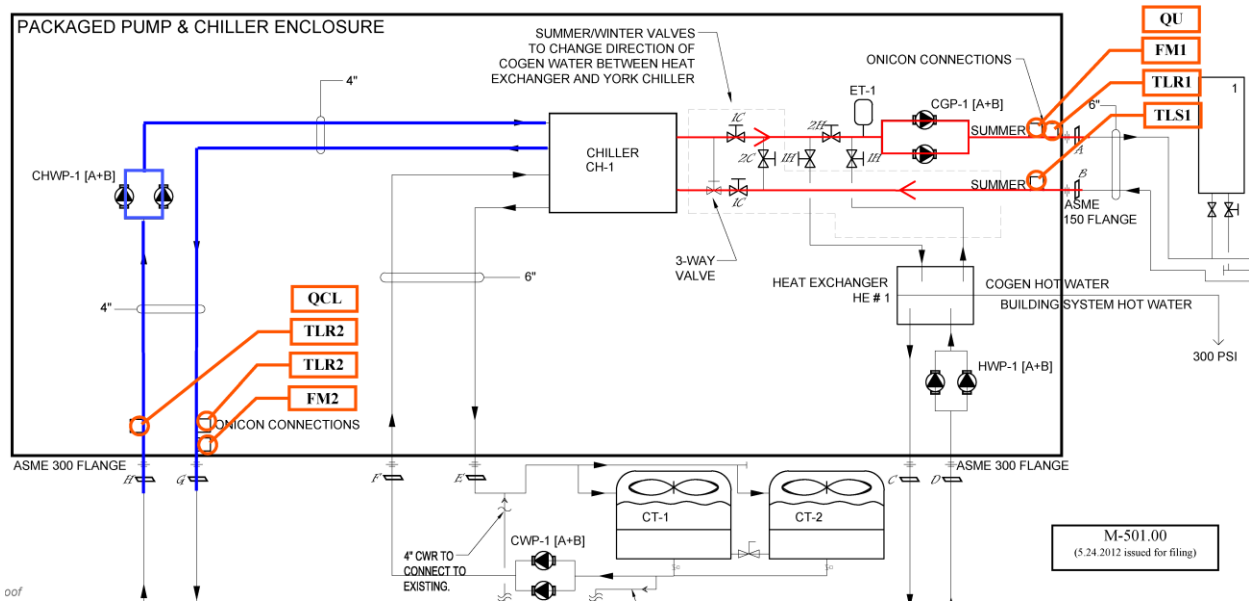 PACKAGED PUMP & CHILLER ENCLOSURE
SUMMER/WINTER VALVES
TO CHANGE DIRECTION OF
COGEN WATER BETWEEN HEAT
EXCHANGER AND YORK CHILLER
ONICON CONNECTIONS
QU
FM1
TLR1
TLS1
4"
ET-1
CGP-1 [A+B]
6"
1
1C
2H
SUMMER
A
CHILLER
CH-1
2C
1H
1H
CHWP-1 [A+B]
1C
SUMMER
B
ASME
150 FLANGE
3-WAY
VALVE
6"
HEAT EXCHANGER
HE # 1
COGEN HOT WATER
BUILDING SYSTEM HOT WATER
300 PSI
4"
QCL
TLR2
TLR2
FM2
ONICON CONNECTIONS
HWP-1 [A+B]
ASME 300 FLANGE
ASME 300 FLANGE
H
G
F
E
C
D
CT-1
CT-2
4" CWR TO
CONNECT TO
EXISTING.
CWP-1 [A+B]
M-501.00
(5.24.2012 issued for filing)
oof